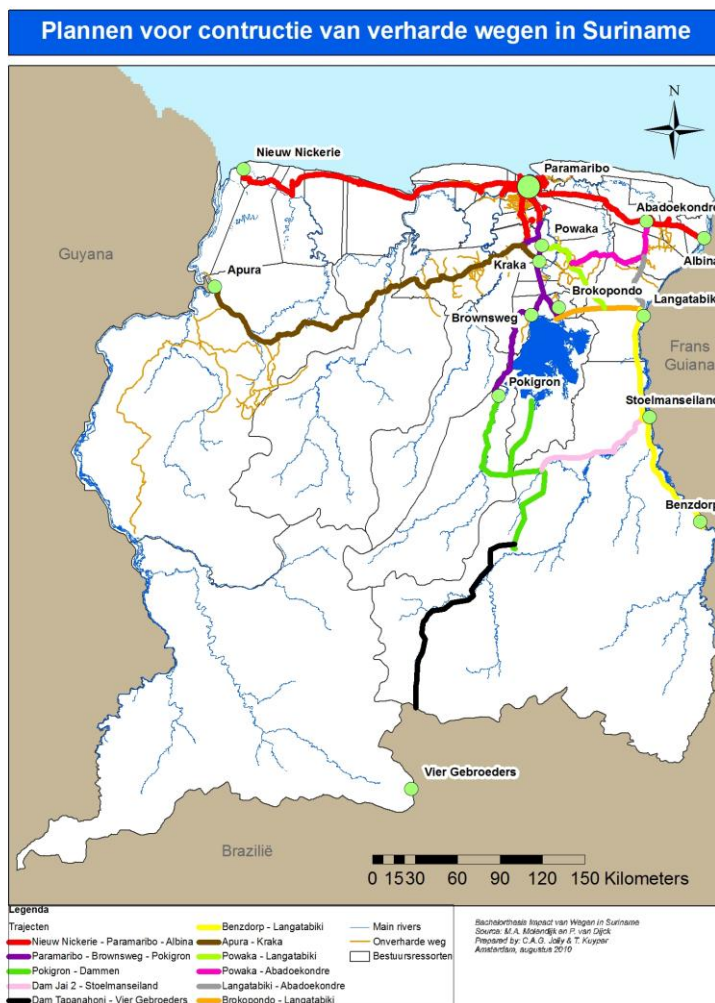 Plannen voor contructie van verharde wegen in Suriname
N
Nieuw Nickerie
Paramaribo
Abadoekondre
Guyana
Powaka
Albina
Kraka
Apura
Brokopondo
Langatabiki
Brownsweg
Frans
Guiana
Pokigron
Stoelmanseiland
Benzdorp
Vier Gebroeders
Brazilië
0 1530 60 90 120 150 Kilometers
Legenda
Trajecten
Nieuw Nickerie - Paramaribo - Albina
Paramaribo - Brownsweg - Pokigron
Pokigron - Dammen
Dam Jai 2 - Stoelmanseiland
Dam Tapanahoni - Vier Gebroeders
Benzdorp - Langatabiki
Apura - Kraka
Powaka - Langatabiki
Powaka - Abadoekondre
Langatabiki - Abadoekondre
Brokopondo - Langatabiki
Main rivers
Onverharde weg
Bestuursressorten
Bachelorthesis Impact van Wegen in Suriname
Source: M.A. Molendijk en P. van Dijck
Prepared by: C.A.G. Jolly & T. Kuyper
Amsterdam, augustus 2010